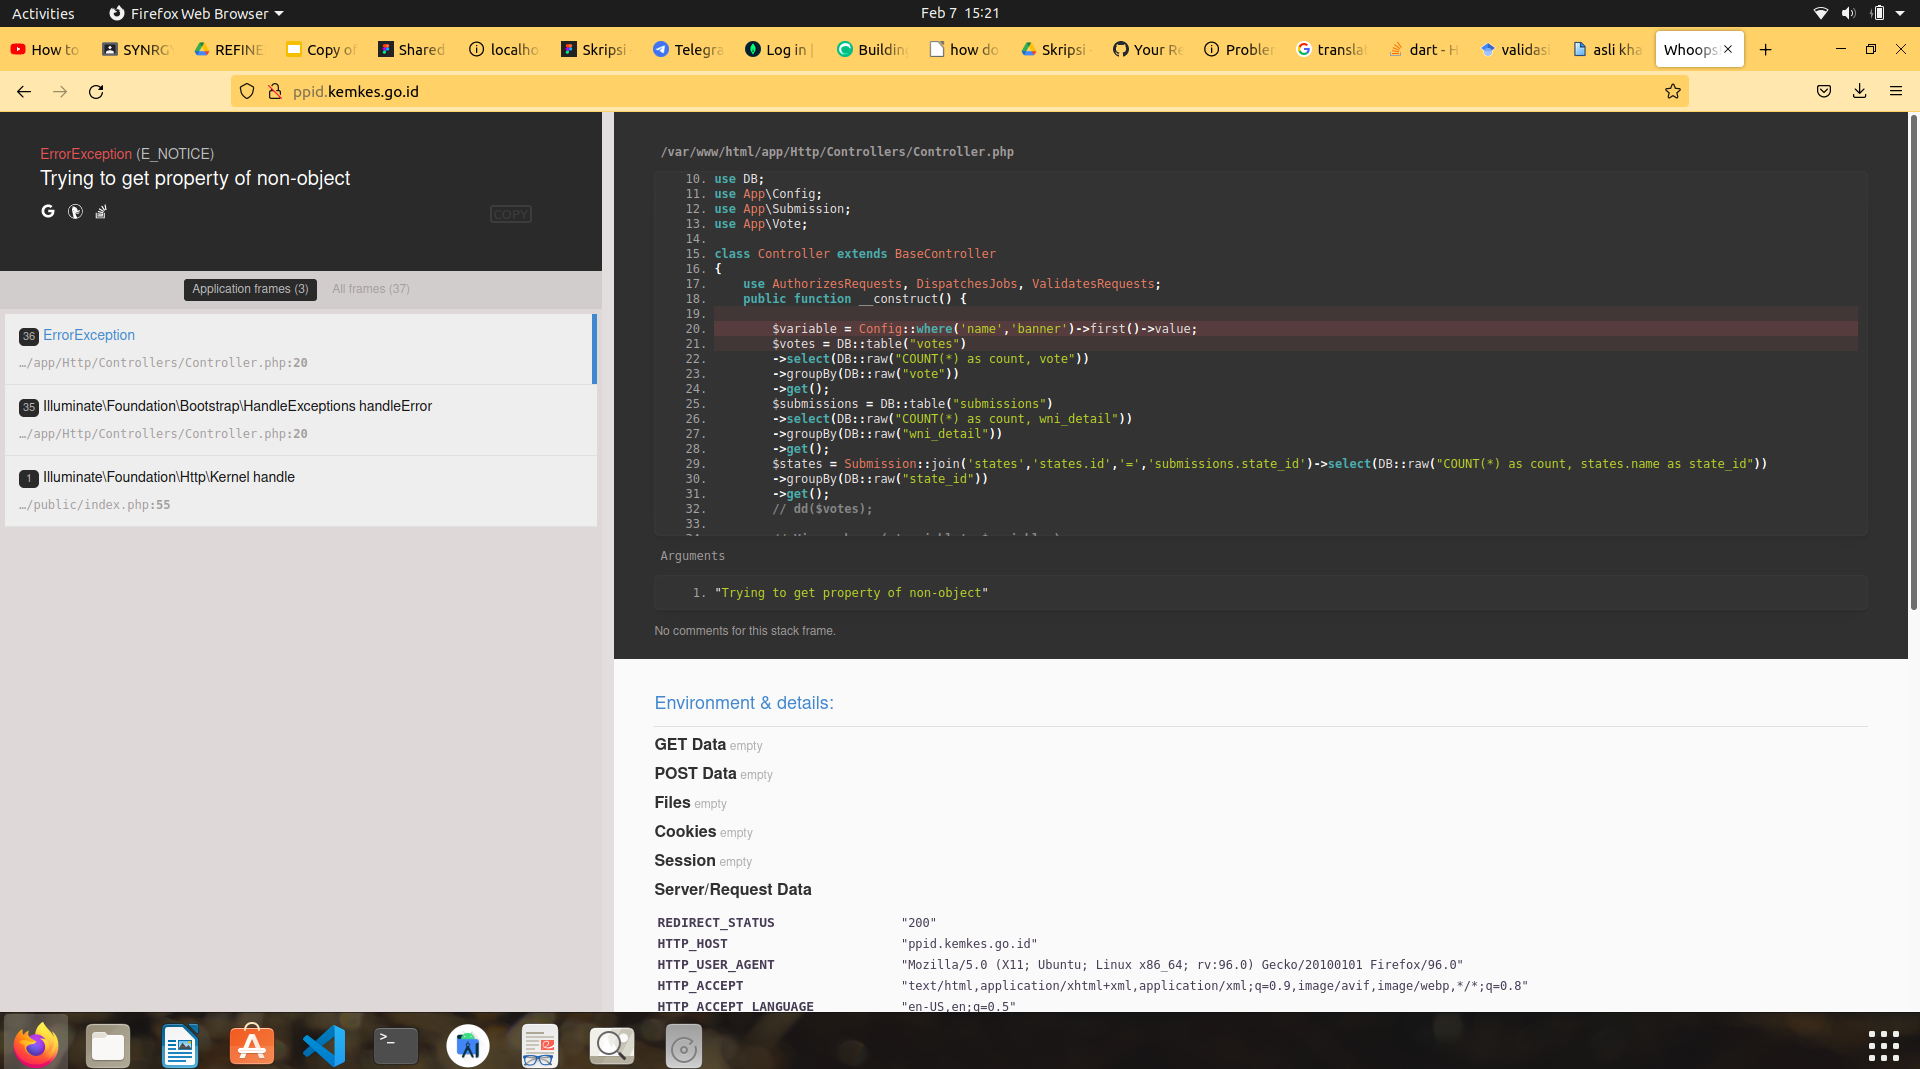 Activities
Firefox Web Browser
Feb 7 15:21
How to
SYNRG
REFINE
Copy of
Shared
localho
Skripsi
Telegra
Log in |
Building
how do
Skripsi -
Your Re
Probler
translat
dart - H
validasi
asli kha
Whoops
ppid.kemkes.go.id
ErrorException (E_NOTICE)
Trying to get property of non-object
COPY
Application frames (3)
All frames (37)
36 ErrorException
…/app/Http/Controllers/Controller.php:20
35 Illuminate\Foundation\Bootstrap\HandleExceptions handleError
…/app/Http/Controllers/Controller.php:20
1 Illuminate\Foundation\Http\Kernel handle
…/public/index.php:55
/var/www/html/app/Http/Controllers/Controller.php
10. use DB;
11. use App\Config;
12. use App\Submission;
13. use App\Vote;
14.
15. class Controller extends BaseController
16. {
17.     use AuthorizesRequests, DispatchesJobs, ValidatesRequests;
18.     public function __construct() {
19.
20.         $variable = Config::where('name','banner')->first()->value;
21.         $votes = DB::table("votes")
22.         ->select(DB::raw("COUNT(*) as count, vote"))
23.         ->groupBy(DB::raw("vote"))
24.         ->get();
25.         $submissions = DB::table("submissions")
26.         ->select(DB::raw("COUNT(*) as count, wni_detail"))
27.         ->groupBy(DB::raw("wni_detail"))
28.         ->get();
29.         $states = Submission::join('states','states.id','=','submissions.state_id')->select(DB::raw("COUNT(*) as count, states.name as state_id"))
30.         ->groupBy(DB::raw("state_id"))
31.         ->get();
32.         // dd($votes);
33.
Arguments
1. "Trying to get property of non-object"
No comments for this stack frame.
Environment & details:
GET Data empty
POST Data empty
Files empty
Cookies empty
Session empty
Server/Request Data
REDIRECT_STATUS "200"
HTTP_HOST "ppid.kemkes.go.id"
HTTP_USER_AGENT "Mozilla/5.0 (X11; Ubuntu; Linux x86_64; rv:96.0) Gecko/20100101 Firefox/96.0"
HTTP_ACCEPT "text/html,application/xhtml+xml,application/xml;q=0.9,image/avif,image/webp,*/*;q=0.8"
HTTP_ACCEPT_LANGUAGE "en-US,en;q=0.5"